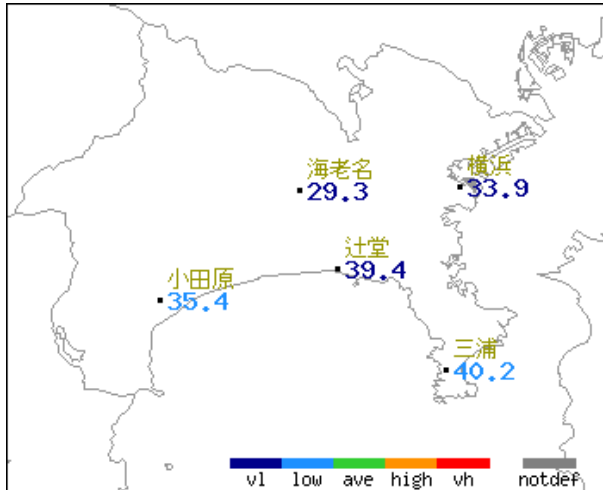 海老名
29.3
横浜
33.9
辻堂
39.4
小田原
35.4
三浦
40.2
vl low ave high vh notdef